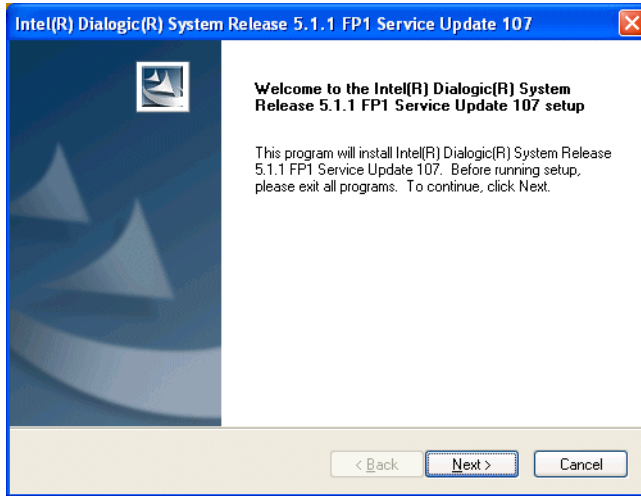 Intel(R) Dialogic(R) System Release 5.1.1 FP1 Service Update 107
Welcome to the Intel(R) Dialogic(R) System
Release 5.1.1 FP1 Service Update 107 setup
This program will install Intel(R) Dialogic(R) System Release
5.1.1 FP1 Service Update 107. Before running setup,
please exit all programs. To continue, click Next.
< Back
Next >
Cancel